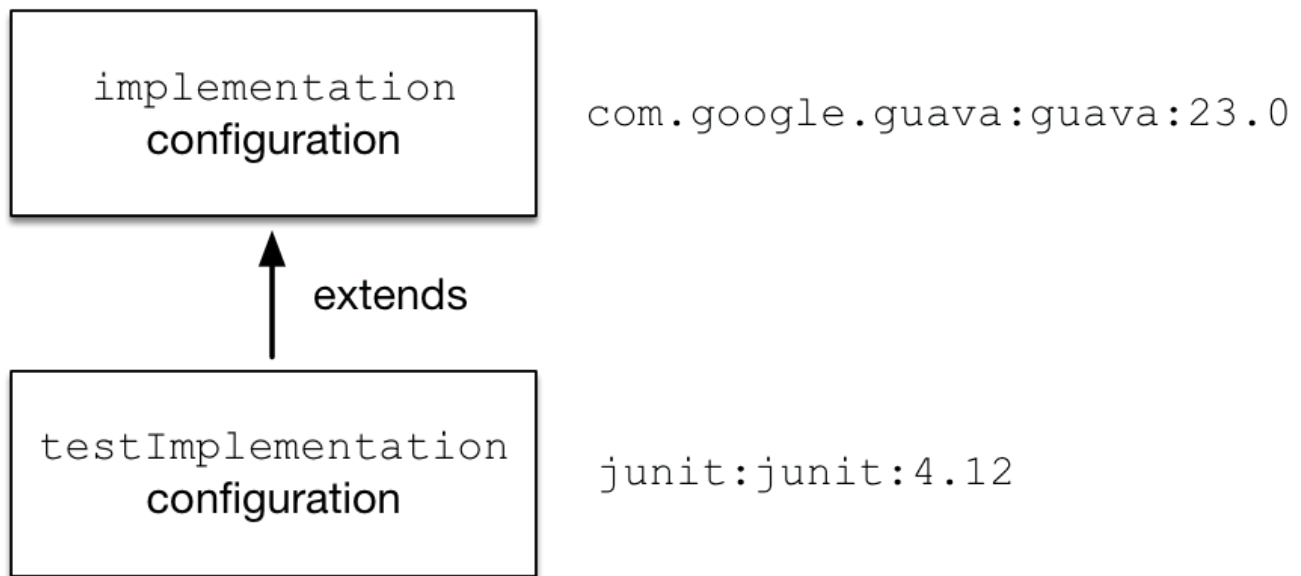 implementation
configuration
com.google.guava:guava:23.0
extends
testImplementation
configuration
junit:junit:4.12